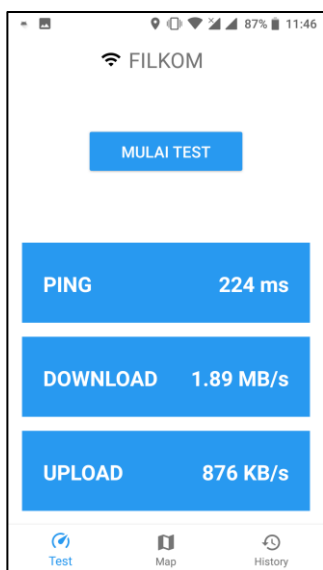 87% 11:46
FILKOM
MULAI TEST
PING 224 ms
DOWNLOAD 1.89 MB/s
UPLOAD 876 KB/s
Test Map History